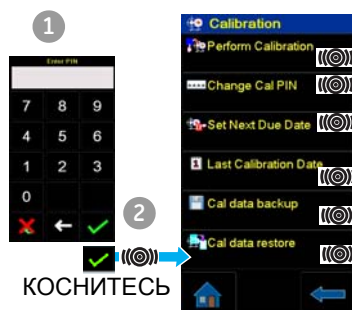 1
Enter PIN
7 8 9
4 5 6
1 2 3
0
2
КОСНИТЕСЬ
Calibration
Perform Calibration
Change Cal PIN
Set Next Due Date
Last Calibration Date
Cal data backup
Cal data restore